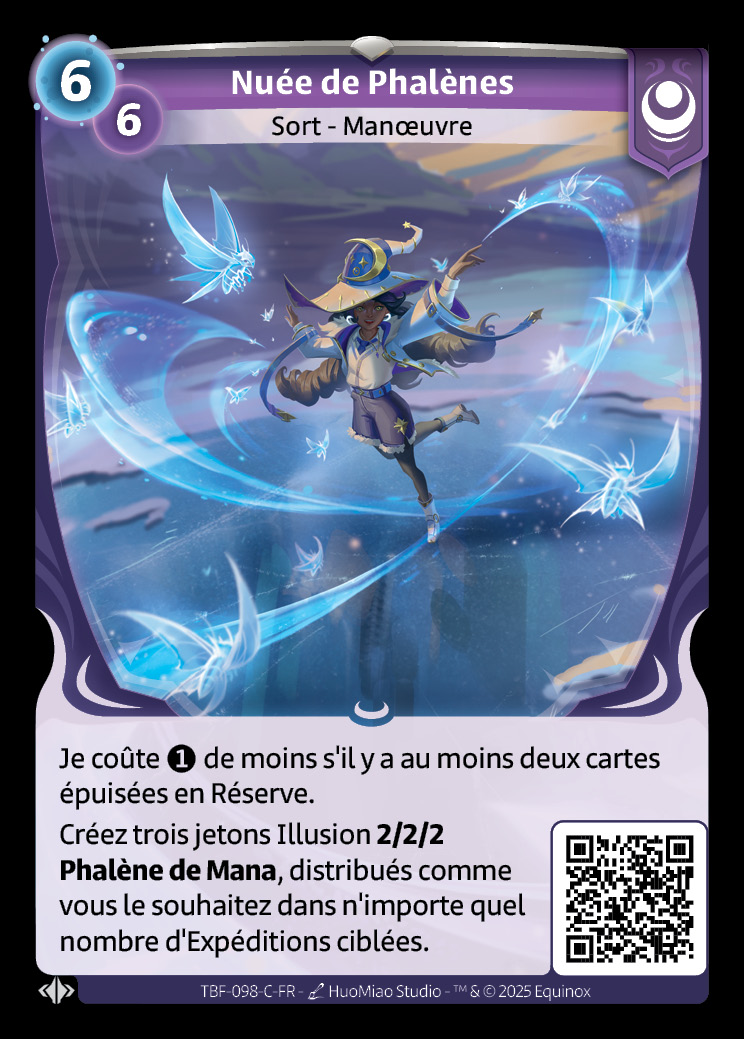 6
Nuée de Phalènes
6
Sort - Manœuvre
Je coûte 1 de moins s'il y a au moins deux cartes
épuisées en Réserve.
Créez trois jetons Illusion 2/2/2
Phalène de Mana, distribués comme
vous le souhaitez dans n'importe quel
nombre d'Expéditions ciblées.
TBF-098-C-FR - HuoMiao Studio - ™ & © 2025 Equinox